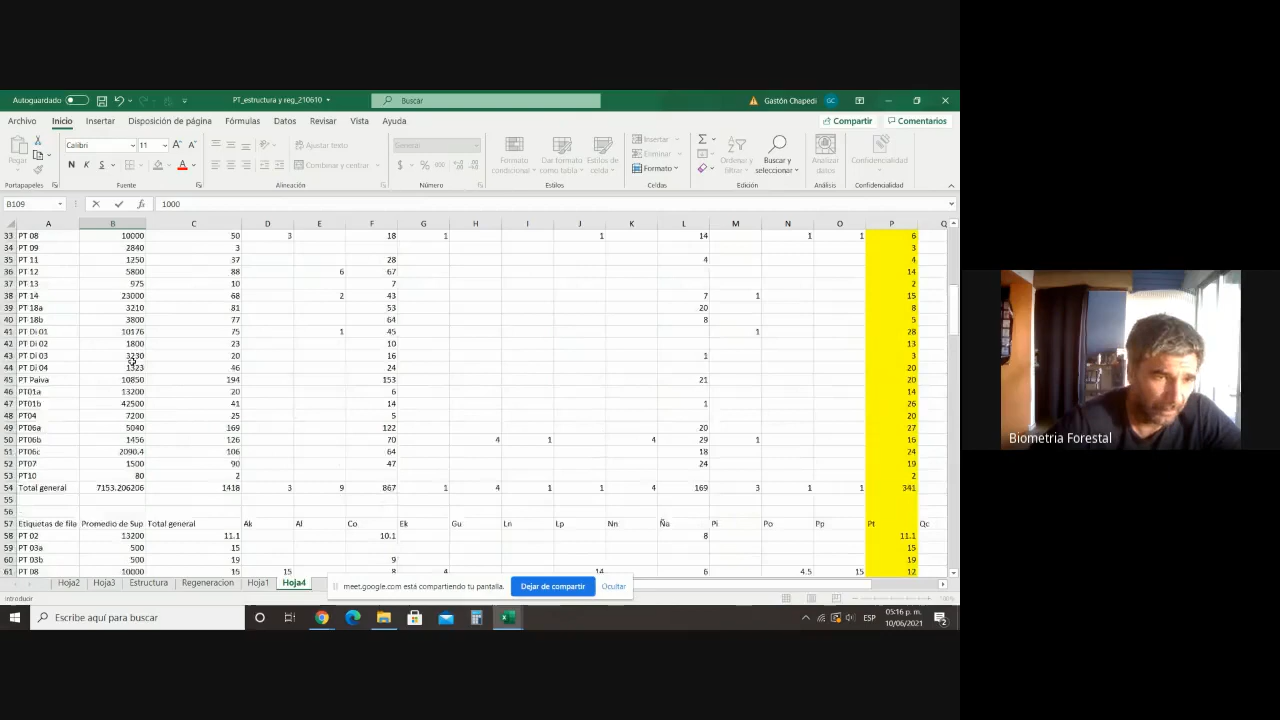 Autoguardado PT_estructura y reg_210610 Buscar Gastón Chapedi GC
Archivo Inicio Insertar Disposición de página Fórmulas Datos Revisar Vista Ayuda Compartir Comentarios
Calibri 11 Ajustar texto General Insertar
Pegar N K S Combinar y centrar $ % 000 Formato condicional Dar formato como tabla Estilos de celda Eliminar Formato Ordenar y filtrar Buscar y seleccionar Analizar datos Confidencialidad
Portapapeles Fuente Alineación Número Estilos Celdas Edición Análisis Confidencialidad
B109 fx 1000
A B C D E F G H I J K L M N O P Q
33 PT 08 10000 50 3 18 1 1 14 1 1 6
34 PT 09 2840 3 3
35 PT 11 1250 37 28 4 4
36 PT 12 5800 88 6 67 14
37 PT 13 975 10 7 2
38 PT 14 23000 68 2 43 7 1 15
39 PT 18a 3210 81 53 20 8
40 PT 18b 3800 77 64 8 5
41 PT Di 01 10176 75 1 45 1 28
42 PT Di 02 1800 23 10 13
43 PT Di 03 3230 20 16 1 3
44 PT Di 04 1323 46 24 20
45 PT Paiva 10850 194 153 21 20
46 PT01a 13200 20 6 14
47 PT01b 42500 41 14 1 26
48 PT04 7200 25 5 20
49 PT06a 5040 169 122 20 27
50 PT06b 1456 126 70 4 1 4 29 1 16
51 PT06c 2090.4 106 64 18 24
52 PT07 1500 90 47 24 19
53 PT10 80 2 2
54 Total general 7153.206206 1418 3 9 867 1 4 1 1 4 169 3 1 1 341
55
56
57 Etiquetas de fila Promedio de Sup Total general Ak Al Co Ek Gu Ln Lp Nn Ña Pi Po Pp Pt Qc
58 PT 02 13200 11.1 10.1 8 11.1
59 PT 03a 500 15 15
60 PT 03b 500 19 9 19
61 PT 08 10000 15 15 8 4 14 6 4.5 15 12
Hoja2 Hoja3 Estructura Regeneracion Hoja1 Hoja4
meet.google.com está compartiendo tu pantalla. Dejar de compartir Ocultar
Introducir 100%
Escribe aquí para buscar ESP 05:16 p. m.
10/06/2021 2
Biometria Forestal